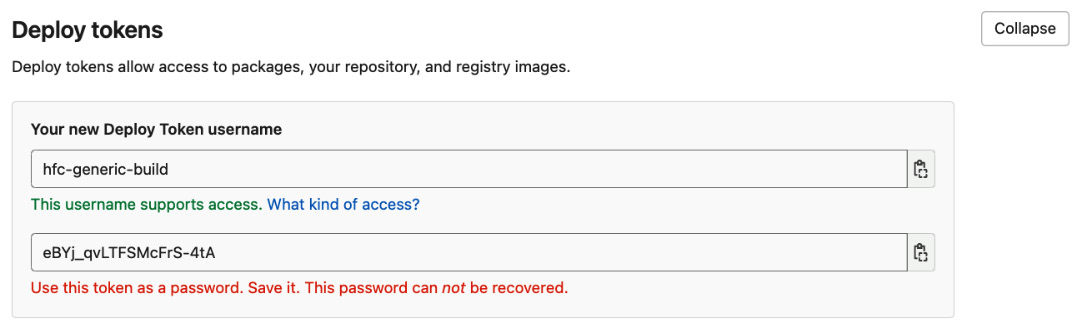 Deploy tokens
Collapse
Deploy tokens allow access to packages, your repository, and registry images.
Your new Deploy Token username
hfc-generic-build
This username supports access. What kind of access?
eBYj_qvLTFSMcFrS-4tA
Use this token as a password. Save it. This password can not be recovered.